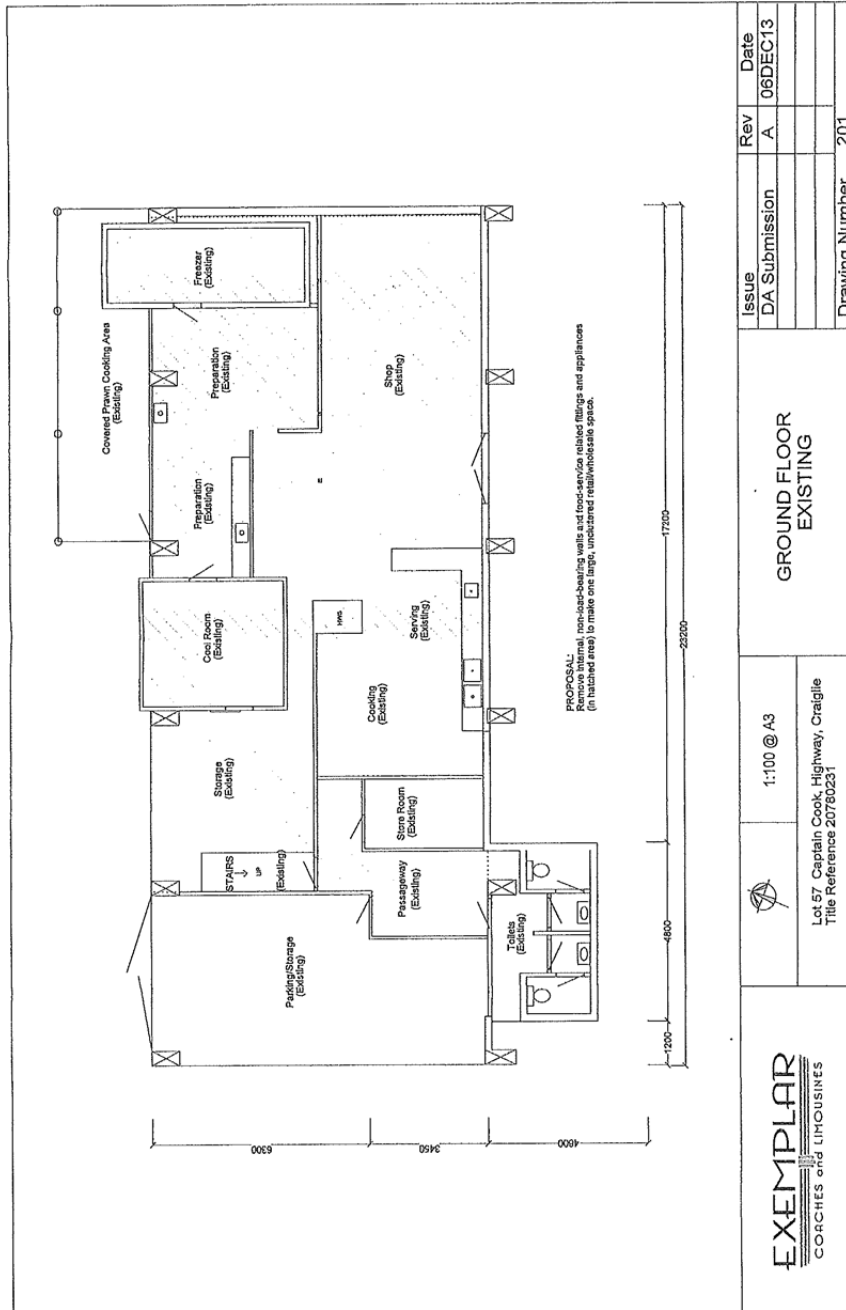 Covered Prawn Cooking Area
(Existing)
Freezer
(Existing)
Preparation
(Existing)
Preparation
(Existing)
Cool Room
(Existing)
Storage
(Existing)
STAIRS
UP
(Existing)
Parking/Storage
(Existing)
Shop
(Existing)
HWS
Serving
(Existing)
Cooking
(Existing)
Store Room
(Existing)
Passageway
(Existing)
Toilets
(Existing)
PROPOSAL:
Remove internal, non-load-bearing walls and food-service related fittings and appliances
(in hatched area) to make one large, uncluttered retail/wholesale space.
6300
3450
4800
1200
4800
17200
23200
EXEMPLAR
COACHES and LIMOUSINES
1:100 @ A3
Lot 57 Captain Cook, Highway, Craiglie
Title Reference 20780231
GROUND FLOOR
EXISTING
Issue Rev Date
DA Submission A 06DEC13
Drawing Number 201